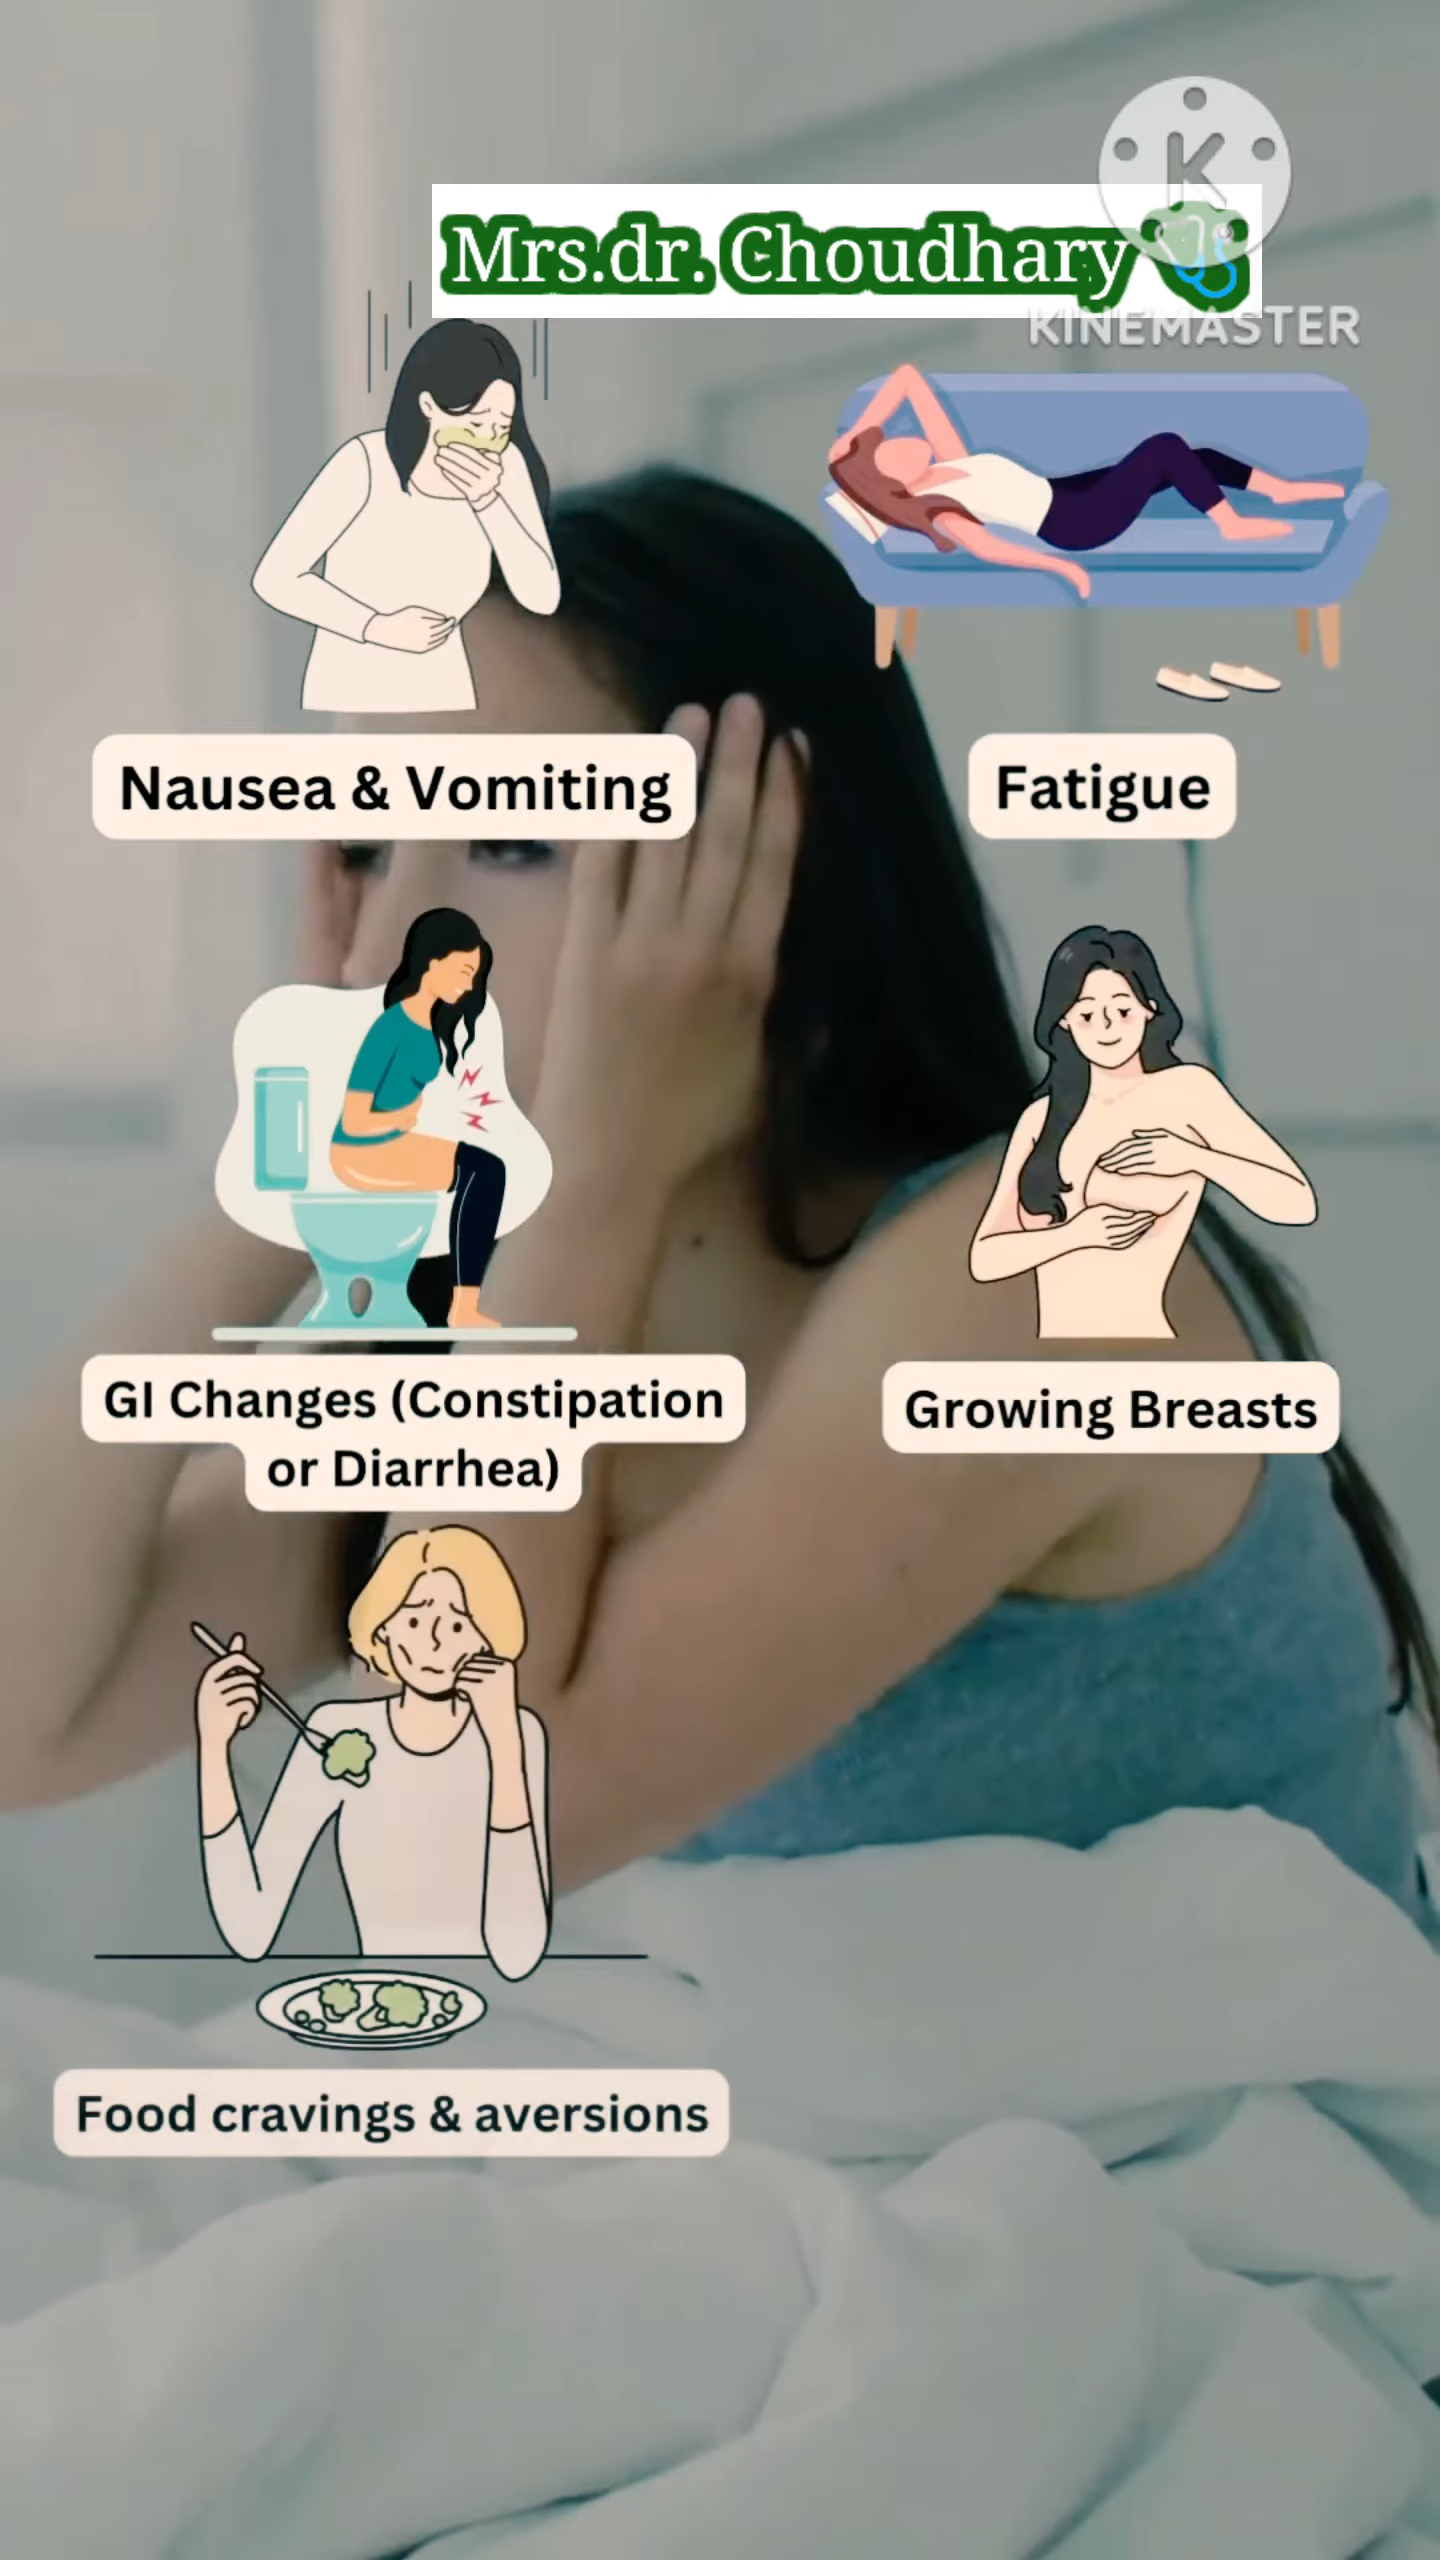 K
Mrs.dr. Choudhary
KINEMASTER
Nausea & Vomiting
Fatigue
GI Changes (Constipation
or Diarrhea)
Growing Breasts
Food cravings & aversions